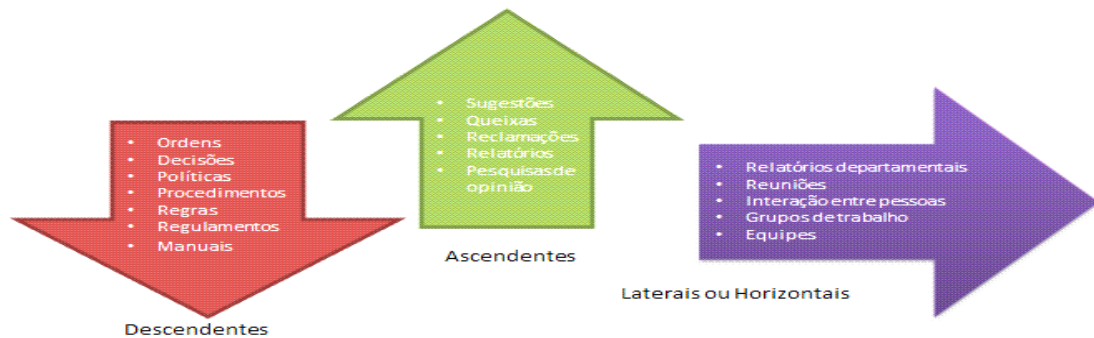 • Ordens
• Decisões
• Políticas
• Procedimentos
• Regras
• Regulamentos
• Manuais
Descendentes
• Sugestões
• Queixas
• Reclamações
• Relatórios
• Pesquisas de
opinião
Ascendentes
• Relatórios departamentais
• Reuniões
• Interação entre pessoas
• Grupos de trabalho
• Equipes
Laterais ou Horizontais